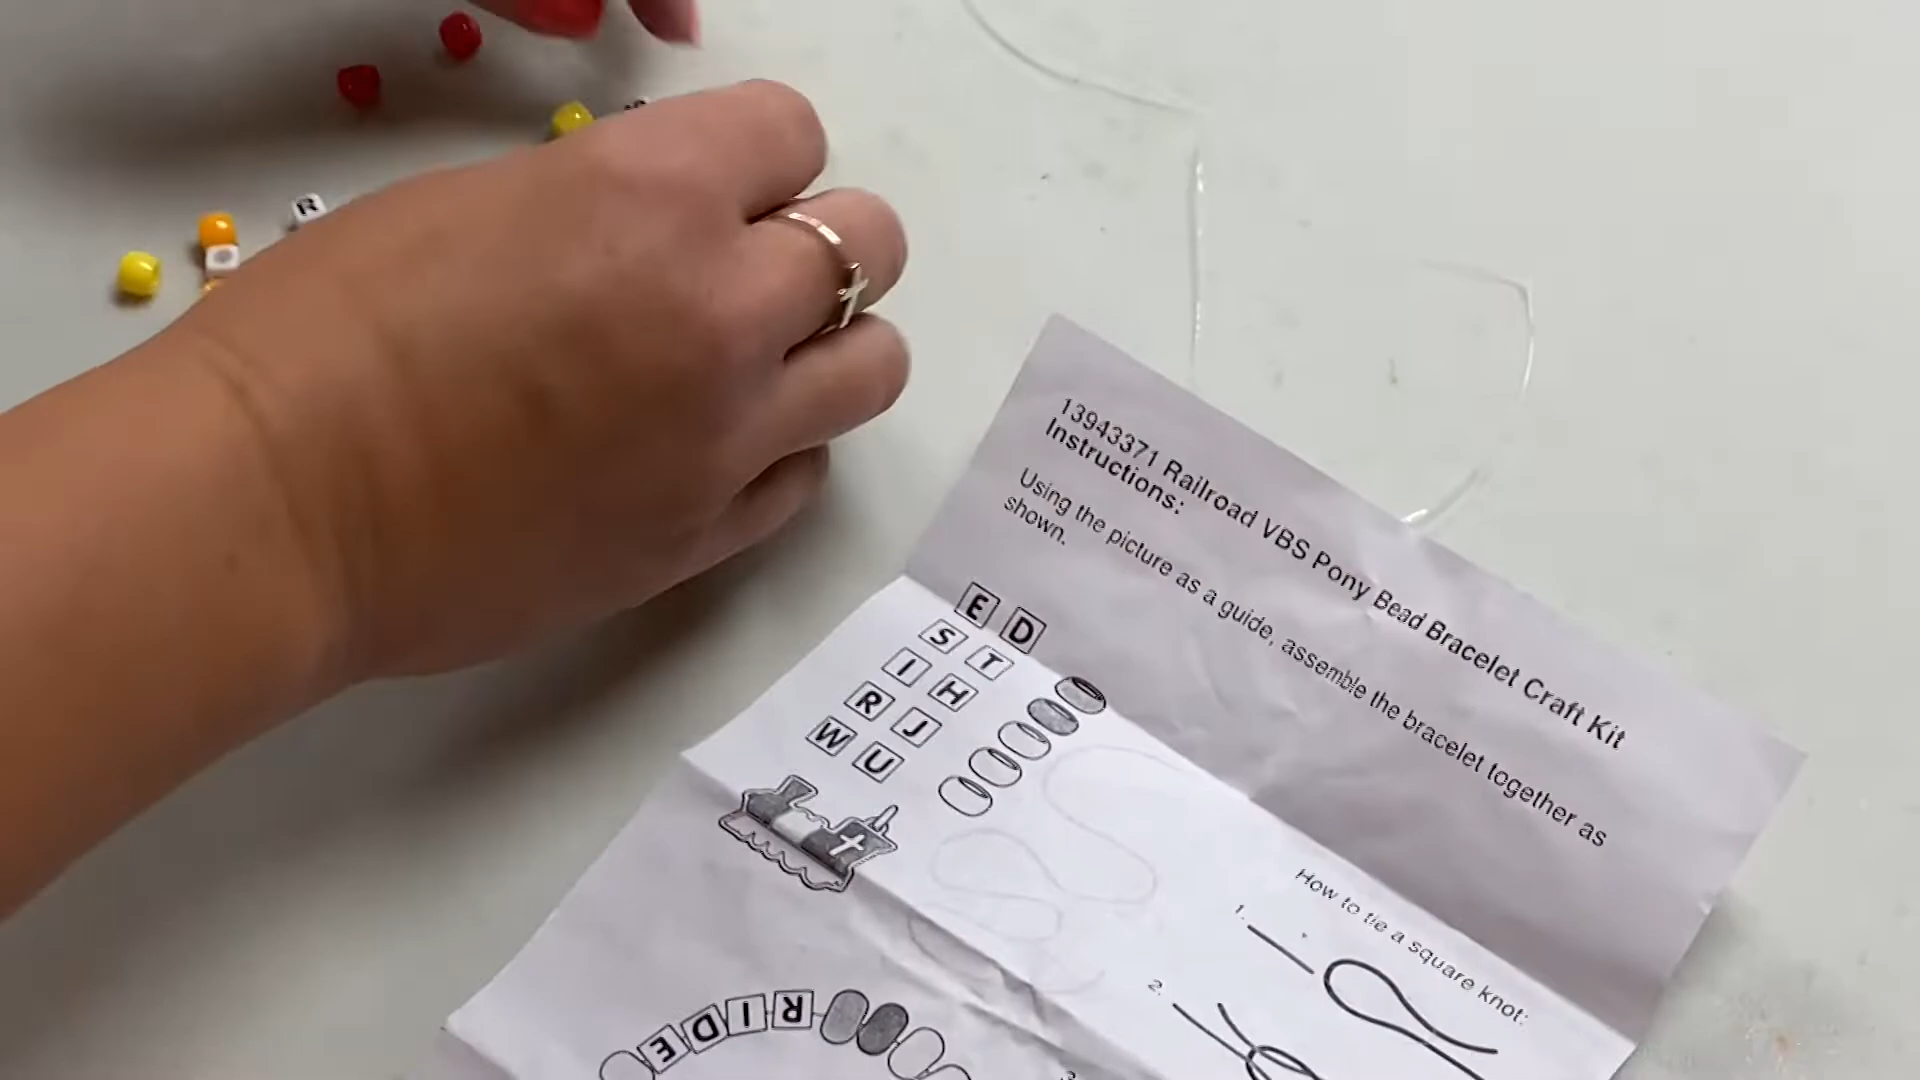 R
13943371 Railroad VBS Pony Bead Bracelet Craft Kit
Instructions:
Using the picture as a guide, assemble the bracelet together as
shown.
E D
S T
I H
R J
W U
How to tie a square knot:
1.
2.
3
RIDE